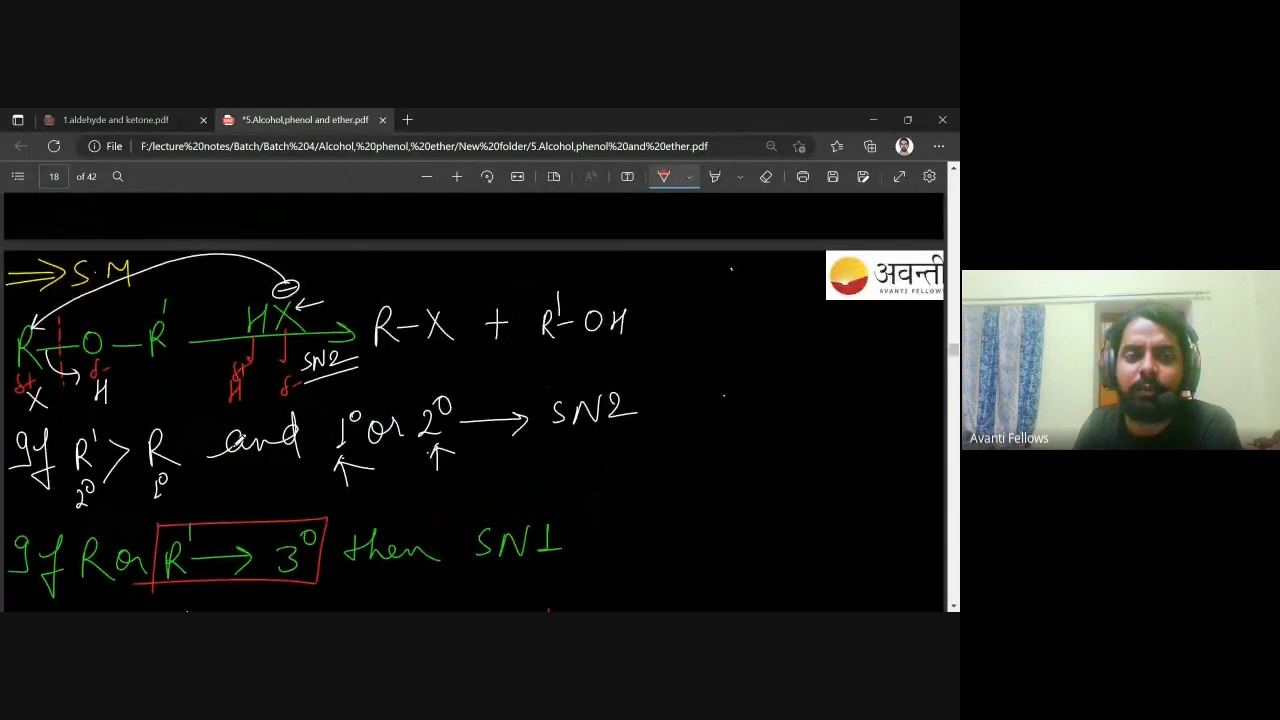 1.aldehyde and ketone.pdf
*5.Alcohol,phenol and ether.pdf
File F:/lecture%20notes/Batch/Batch%204/Alcohol,%20phenol,%20ether/New%20folder/5.Alcohol,phenol%20and%20ether.pdf
18 of 42
⇒ S.M
अवन्ती
AVANTI FELLOWS
R—O—R' HX ⊖ → R-X + R'-OH
SN2
δ+ δ- δ+ δ-
X H H
If R' > R and 1° or 2° → SN2
2° 1°
If R or R' → 3° then SN1
Avanti Fellows